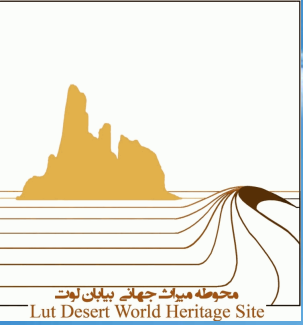 محوطه میراث جهانی بیابان لوت
Lut Desert World Heritage Site